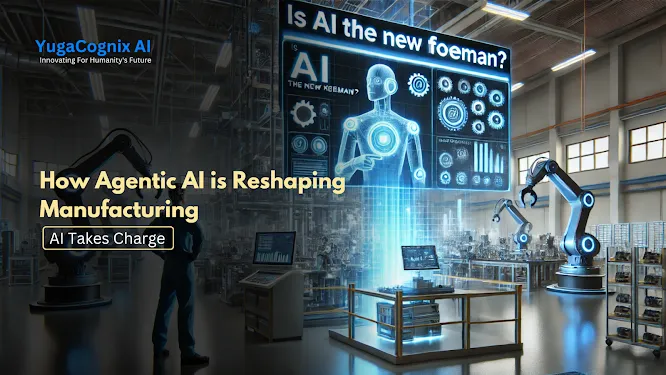 YugaCognix AI
Innovating For Humanity's Future
Is AI the new foeman?
AI
THE NEW KEEMAN?
How Agentic AI is Reshaping
Manufacturing
AI Takes Charge